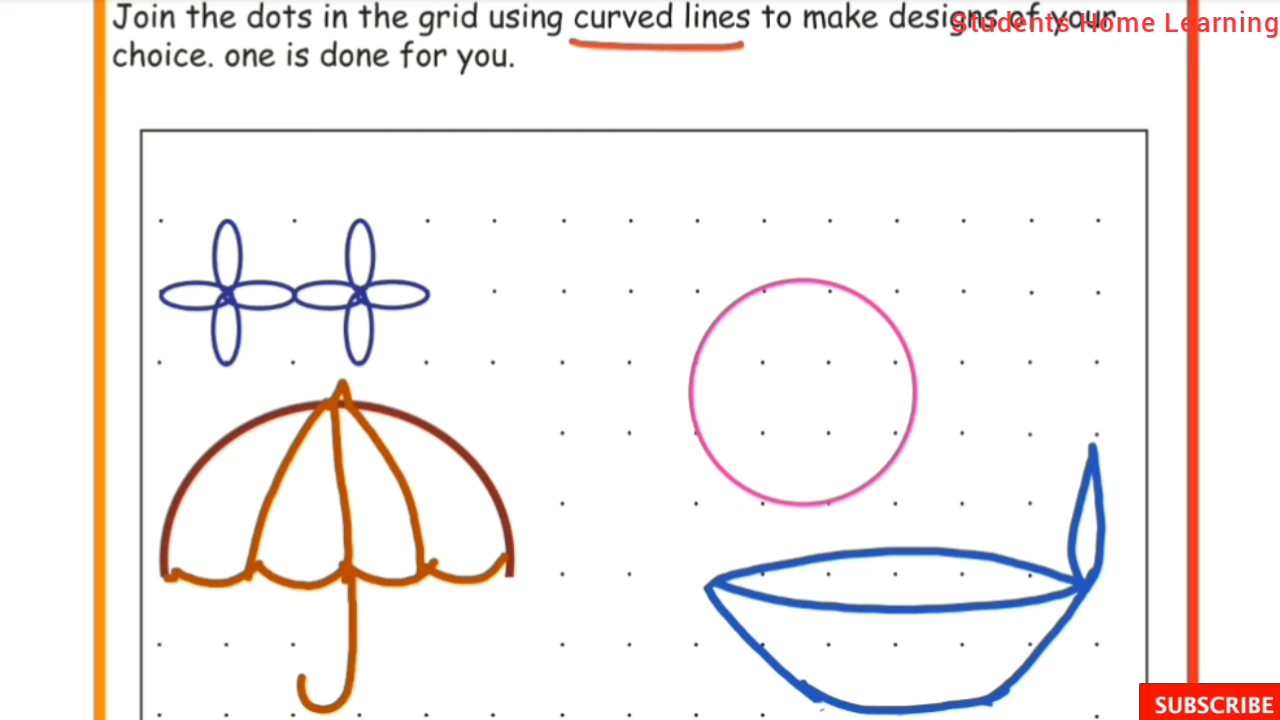 Join the dots in the grid using curved lines to make designs of your
choice. one is done for you.
Students Home Learning
SUBSCRIBE